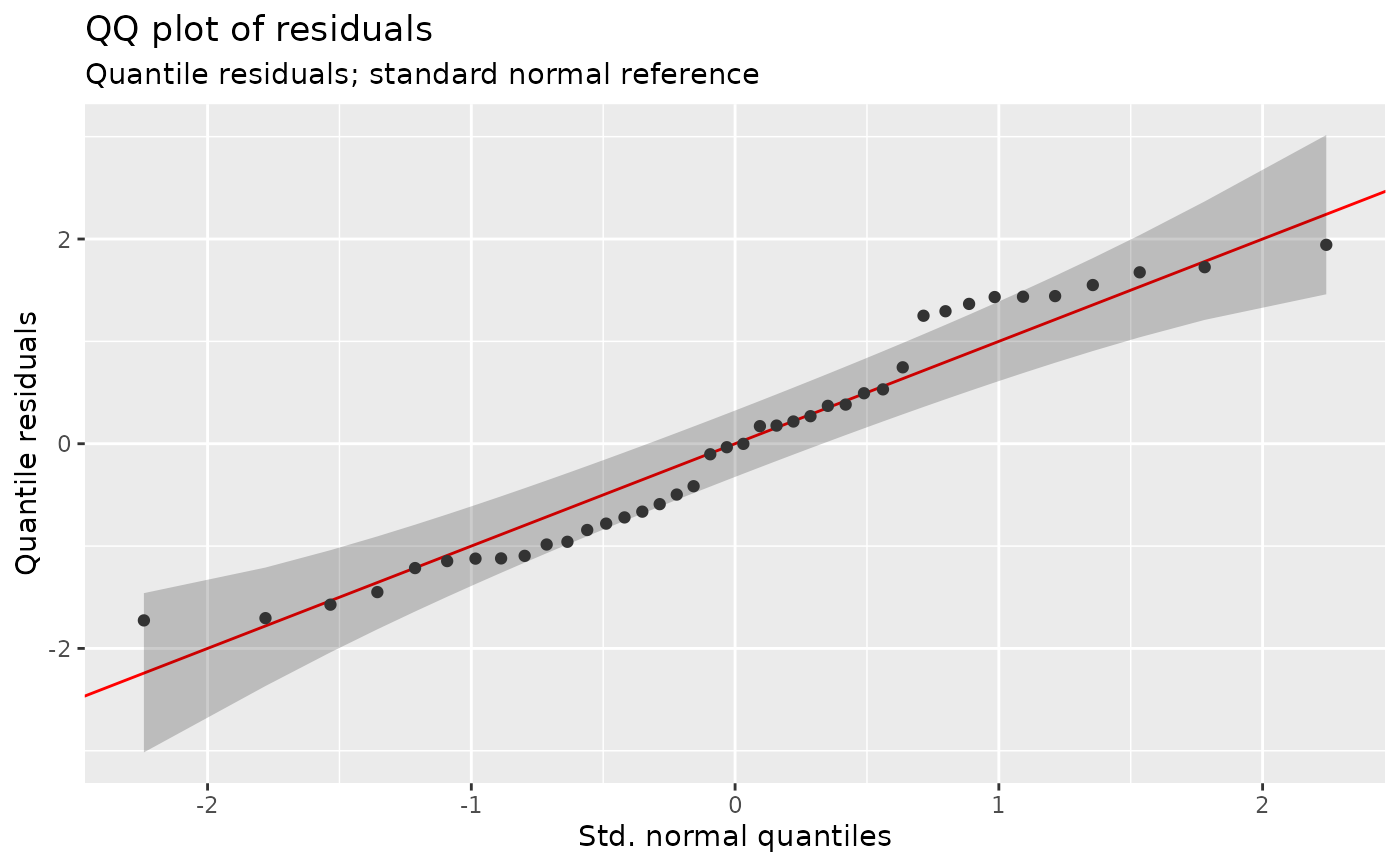 QQ plot of residuals
Quantile residuals; standard normal reference
Quantile residuals
2
0
-2
-2 -1 0 1 2
Std. normal quantiles